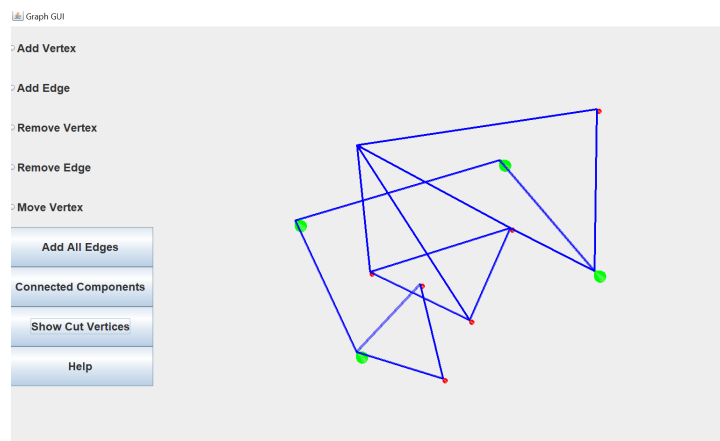 Graph GUI
Add Vertex
Add Edge
Remove Vertex
Remove Edge
Move Vertex
Add All Edges
Connected Components
Show Cut Vertices
Help